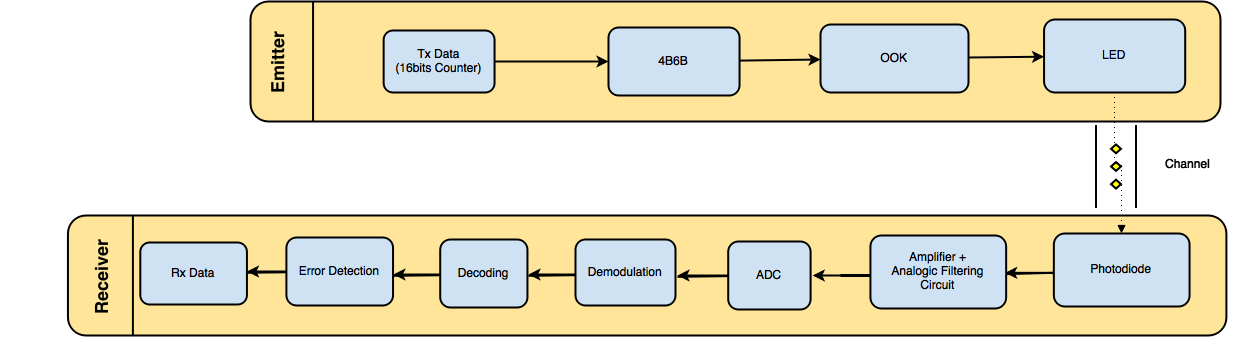 Emitter
Tx Data
(16bits Counter)
4B6B
OOK
LED
Channel
Receiver
Rx Data
Error Detection
Decoding
Demodulation
ADC
Amplifier +
Analogic Filtering
Circuit
Photodiode